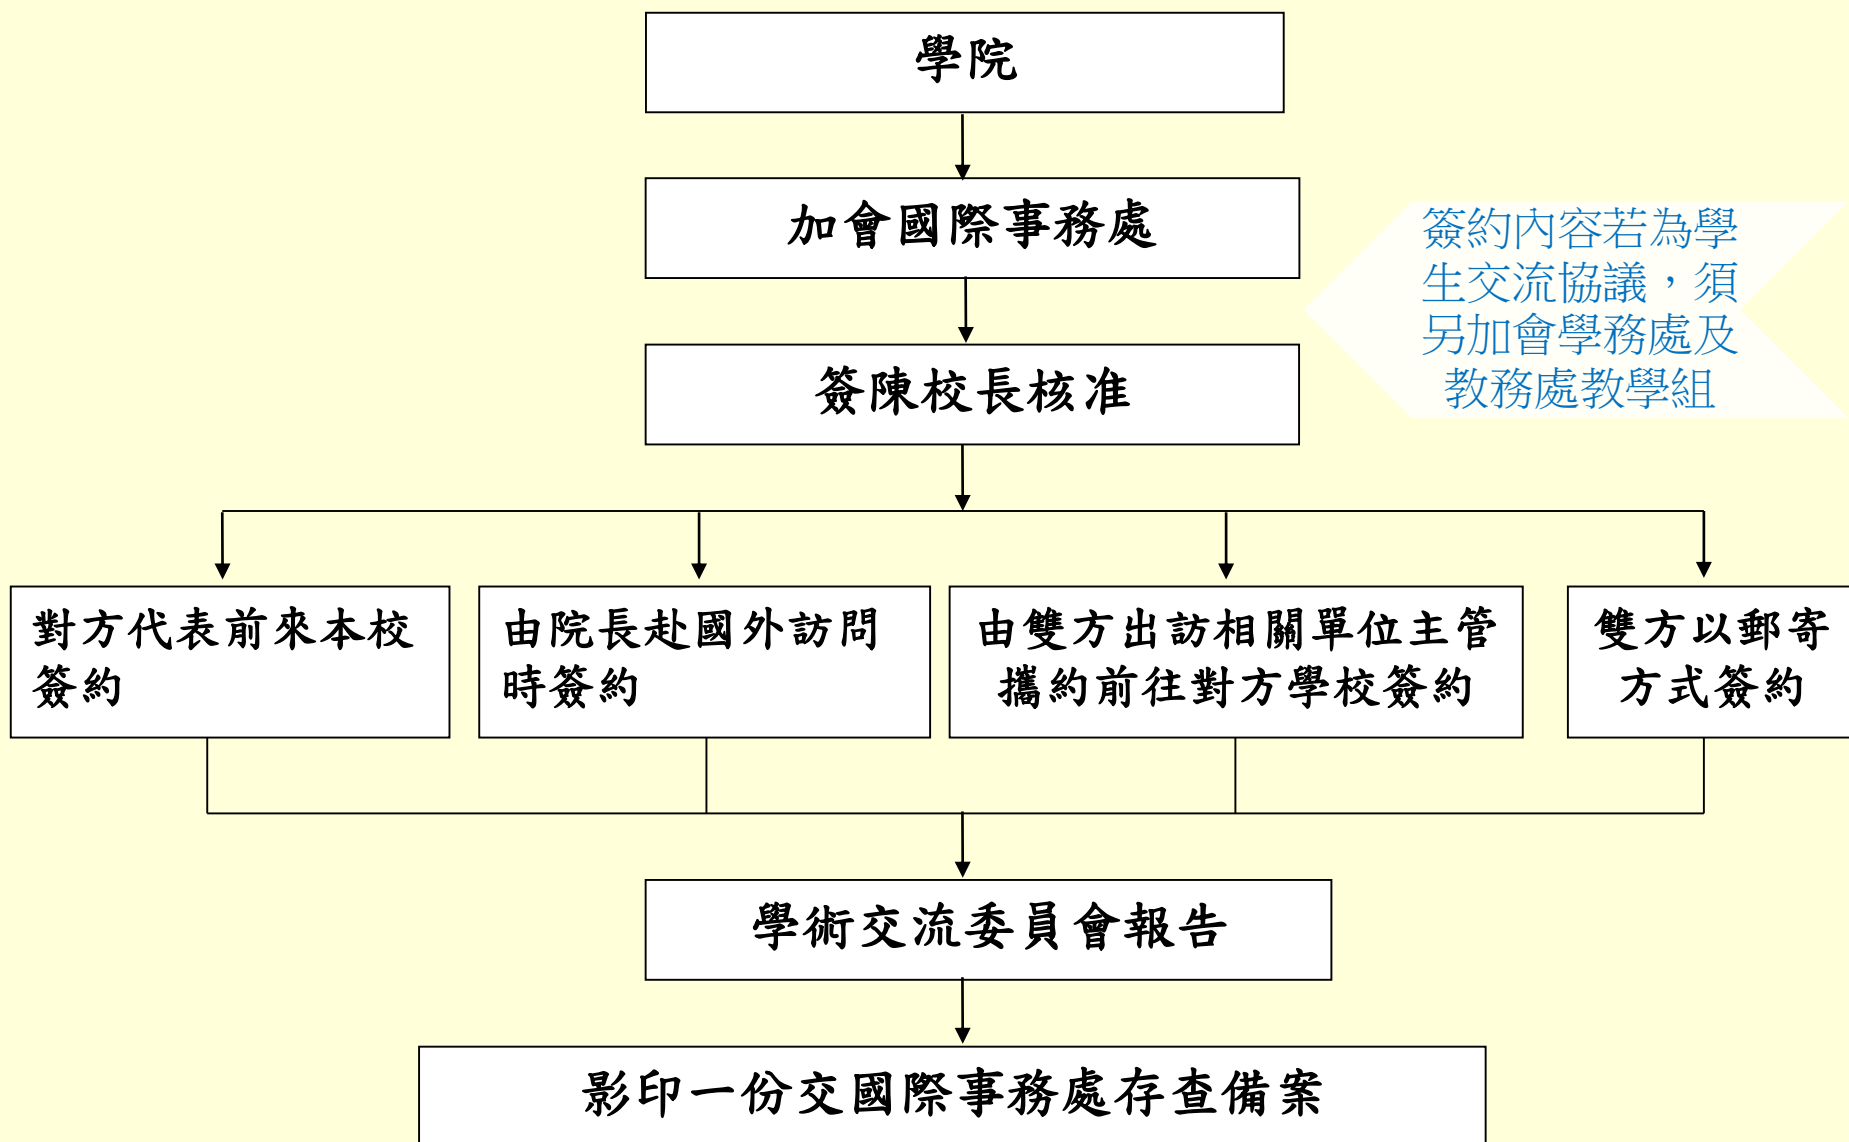 學院
加會國際事務處
簽約內容若為學
生交流協議，須
另加會學務處及
教務處教學組
簽陳校長核准
對方代表前來本校
簽約
由院長赴國外訪問
時簽約
由雙方出訪相關單位主管
攜約前往對方學校簽約
雙方以郵寄
方式簽約
學術交流委員會報告
影印一份交國際事務處存查備案